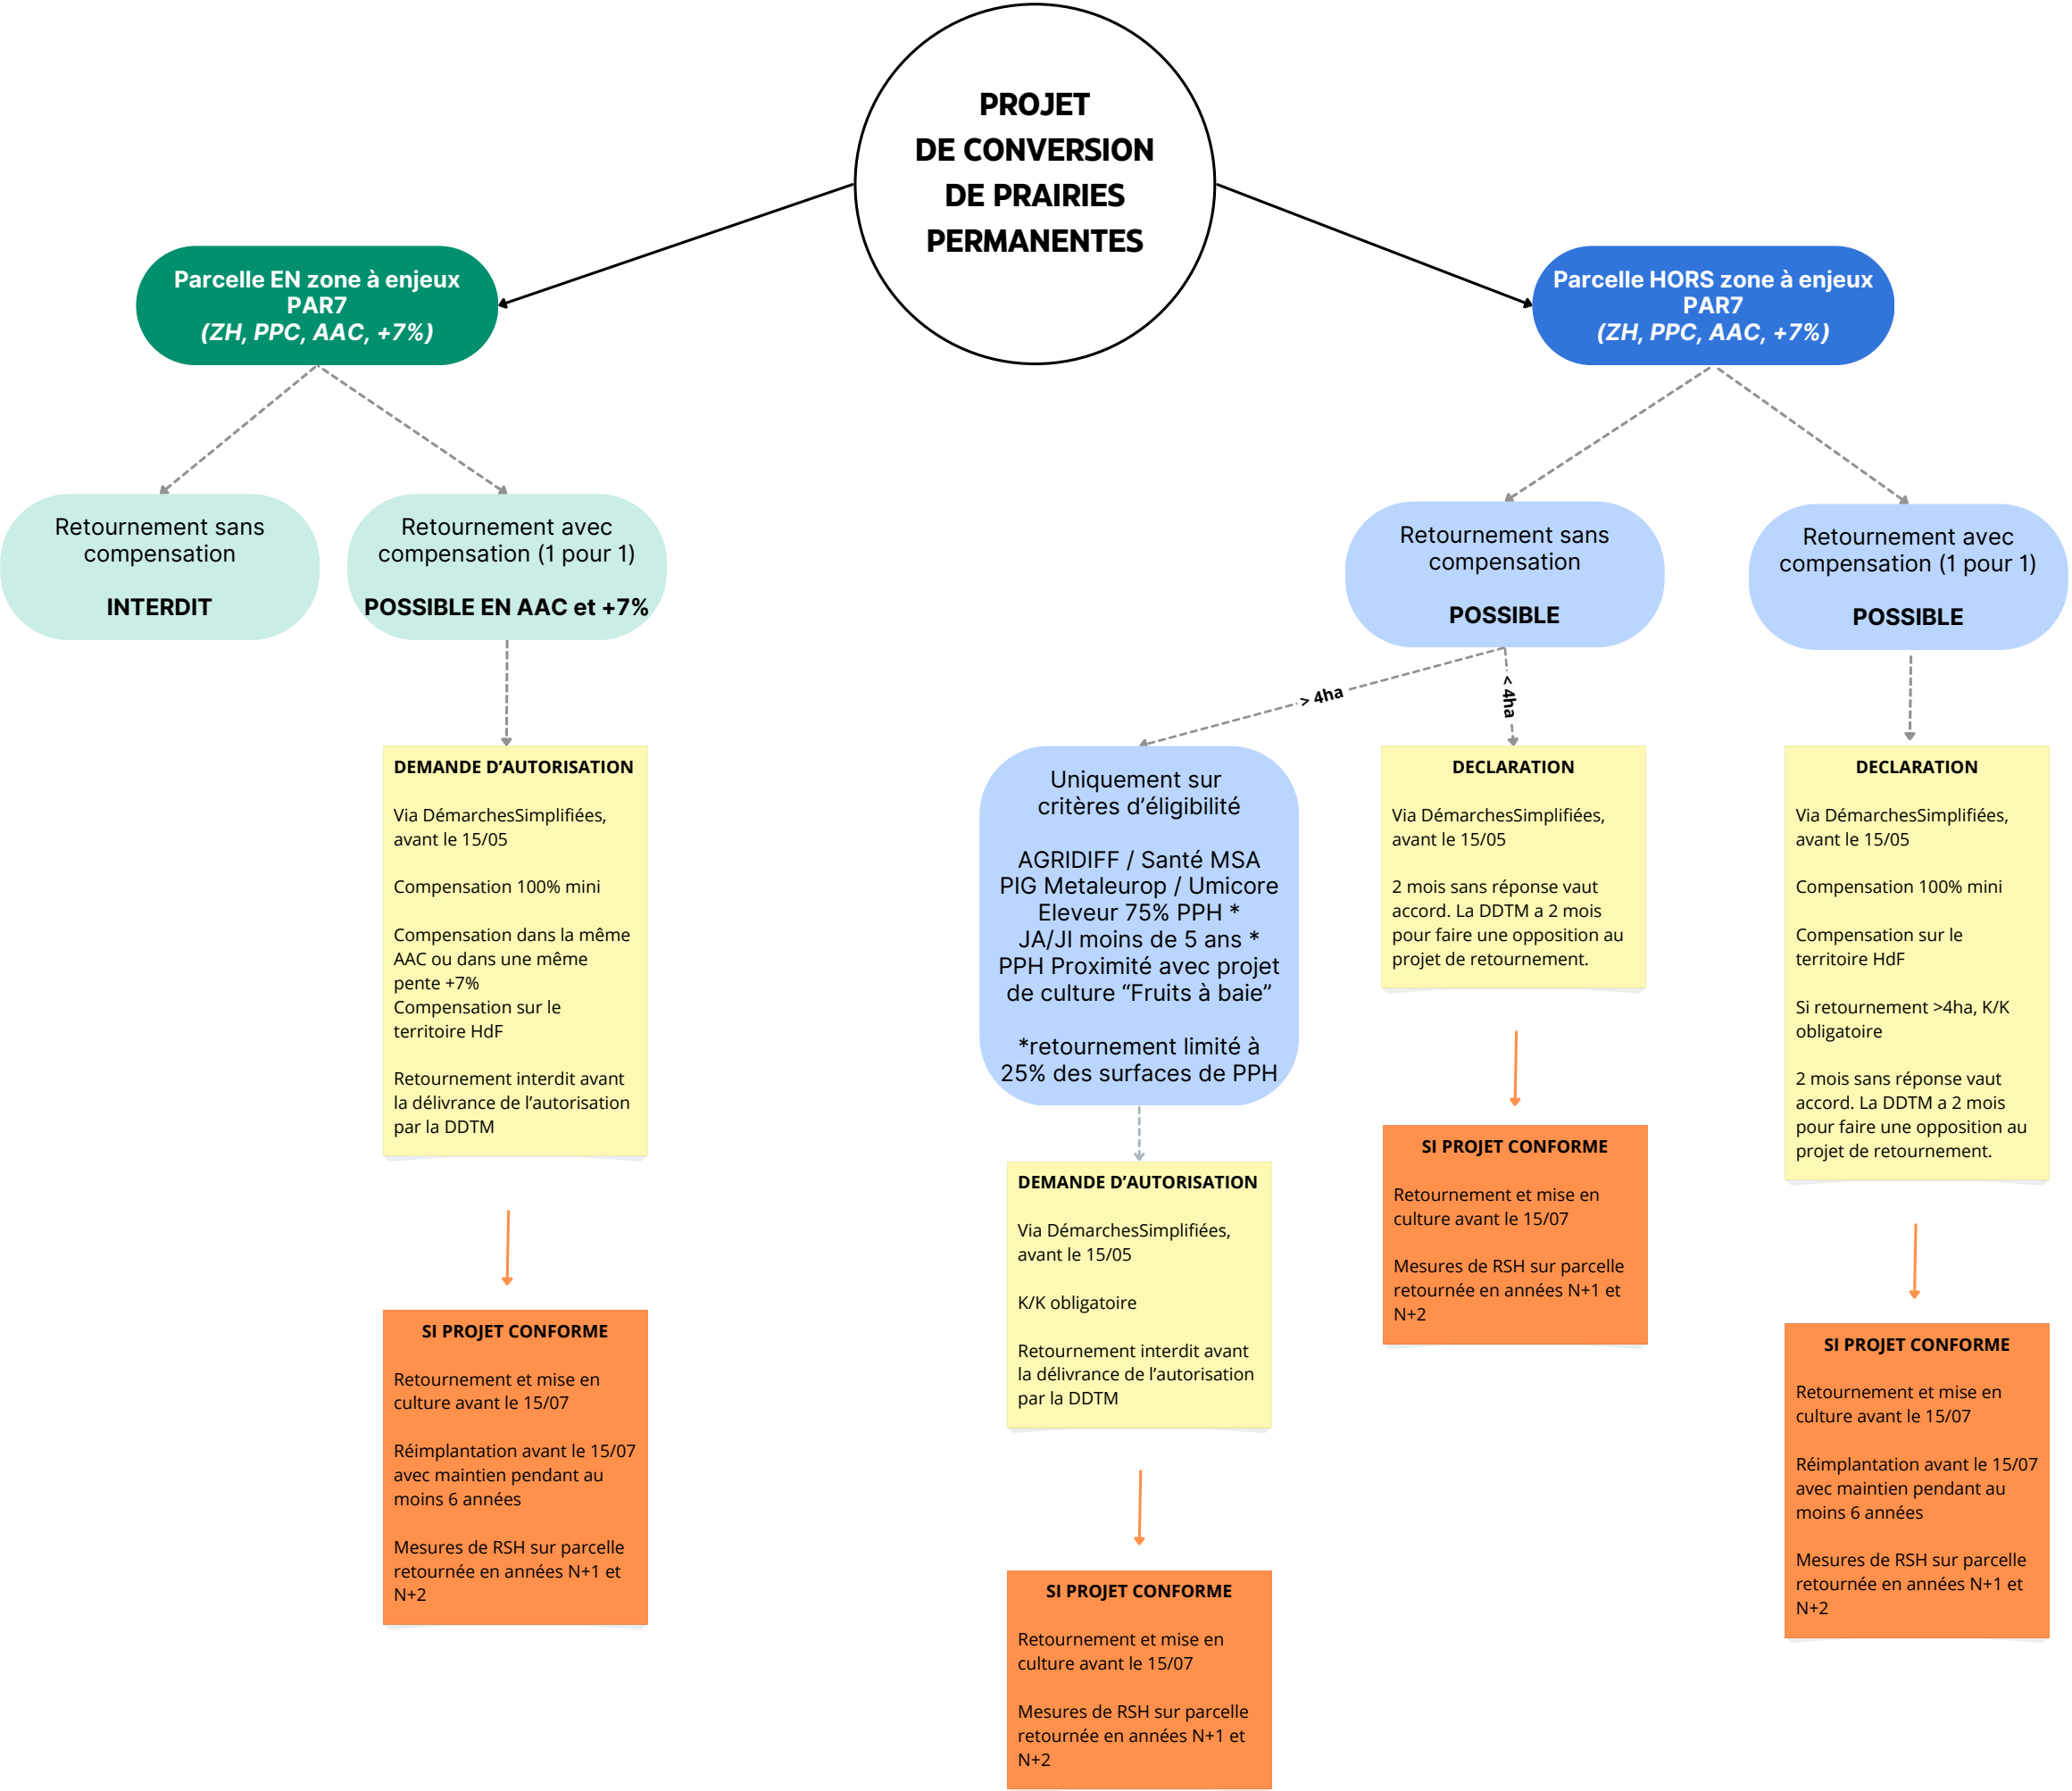 PROJET
DE CONVERSION
DE PRAIRIES
PERMANENTES
Parcelle EN zone à enjeux
PAR7
(ZH, PPC, AAC, +7%)
Parcelle HORS zone à enjeux
PAR7
(ZH, PPC, AAC, +7%)
Retournement sans
compensation
INTERDIT
Retournement avec
compensation (1 pour 1)
POSSIBLE EN AAC et +7%
Retournement sans
compensation
POSSIBLE
Retournement avec
compensation (1 pour 1)
POSSIBLE
> 4ha
< 4ha
DEMANDE D’AUTORISATION
Via DémarchesSimplifiées,
avant le 15/05
Compensation 100% mini
Compensation dans la même
AAC ou dans une même
pente +7%
Compensation sur le
territoire HdF
Retournement interdit avant
la délivrance de l’autorisation
par la DDTM
SI PROJET CONFORME
Retournement et mise en
culture avant le 15/07
Réimplantation avant le 15/07
avec maintien pendant au
moins 6 années
Mesures de RSH sur parcelle
retournée en années N+1 et
N+2
Uniquement sur
critères d’éligibilité
AGRIDIFF / Santé MSA
PIG Metaleurop / Umicore
Eleveur 75% PPH *
JA/JI moins de 5 ans *
PPH Proximité avec projet
de culture “Fruits à baie”
*retournement limité à
25% des surfaces de PPH
DEMANDE D’AUTORISATION
Via DémarchesSimplifiées,
avant le 15/05
K/K obligatoire
Retournement interdit avant
la délivrance de l’autorisation
par la DDTM
SI PROJET CONFORME
Retournement et mise en
culture avant le 15/07
Mesures de RSH sur parcelle
retournée en années N+1 et
N+2
DECLARATION
Via DémarchesSimplifiées,
avant le 15/05
2 mois sans réponse vaut
accord. La DDTM a 2 mois
pour faire une opposition au
projet de retournement.
SI PROJET CONFORME
Retournement et mise en
culture avant le 15/07
Mesures de RSH sur parcelle
retournée en années N+1 et
N+2
DECLARATION
Via DémarchesSimplifiées,
avant le 15/05
Compensation 100% mini
Compensation sur le
territoire HdF
Si retournement >4ha, K/K
obligatoire
2 mois sans réponse vaut
accord. La DDTM a 2 mois
pour faire une opposition au
projet de retournement.
SI PROJET CONFORME
Retournement et mise en
culture avant le 15/07
Réimplantation avant le 15/07
avec maintien pendant au
moins 6 années
Mesures de RSH sur parcelle
retournée en années N+1 et
N+2